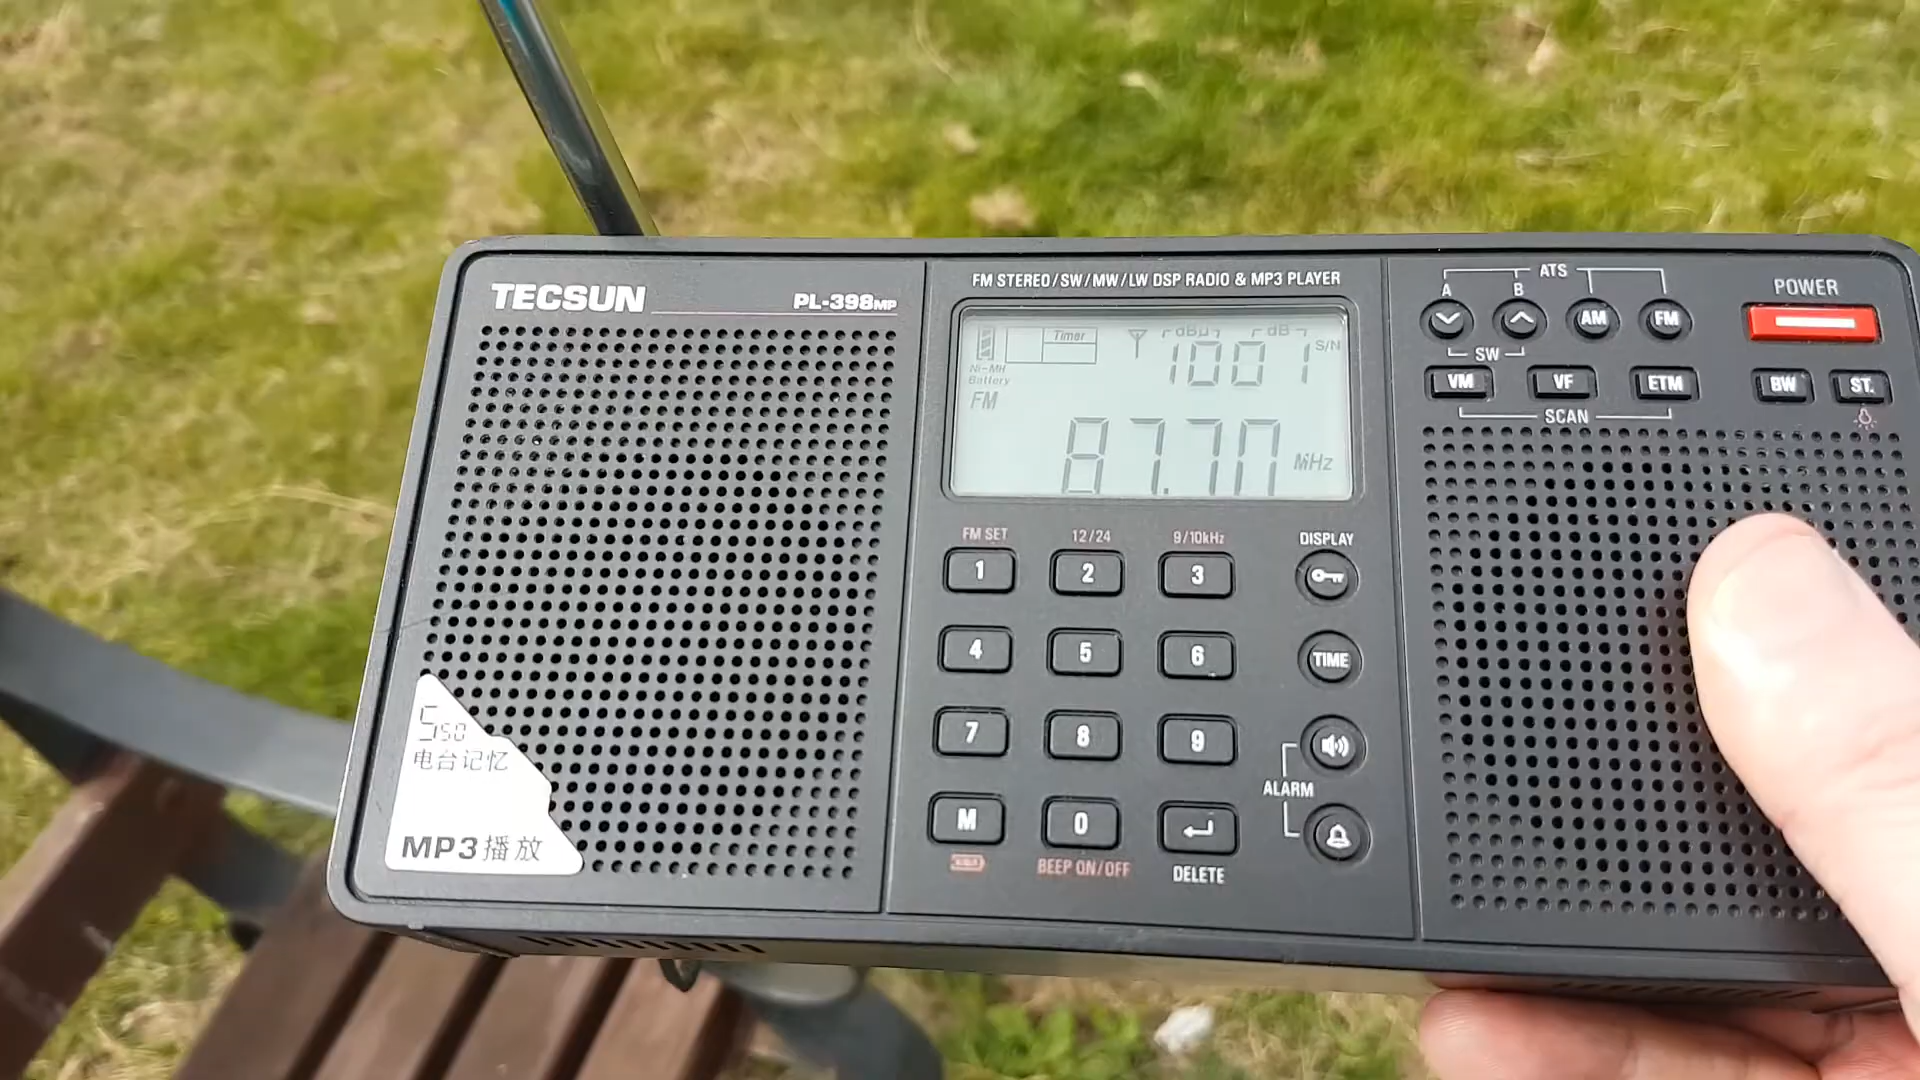 TECSUN
PL-398MP
FM STEREO/SW/MW/LW DSP RADIO & MP3 PLAYER
Timer
dBµ
dB
1001
S/N
Ni-MH
Battery
FM
87.70
MHz
ATS
A
B
AM
FM
SW
POWER
VM
VF
ETM
BW
ST.
SCAN
FM SET
12/24
9/10kHz
DISPLAY
1
2
3
4
5
6
TIME
7
8
9
ALARM
M
0
BEEP ON/OFF
DELETE
550
电台记忆
MP3播放